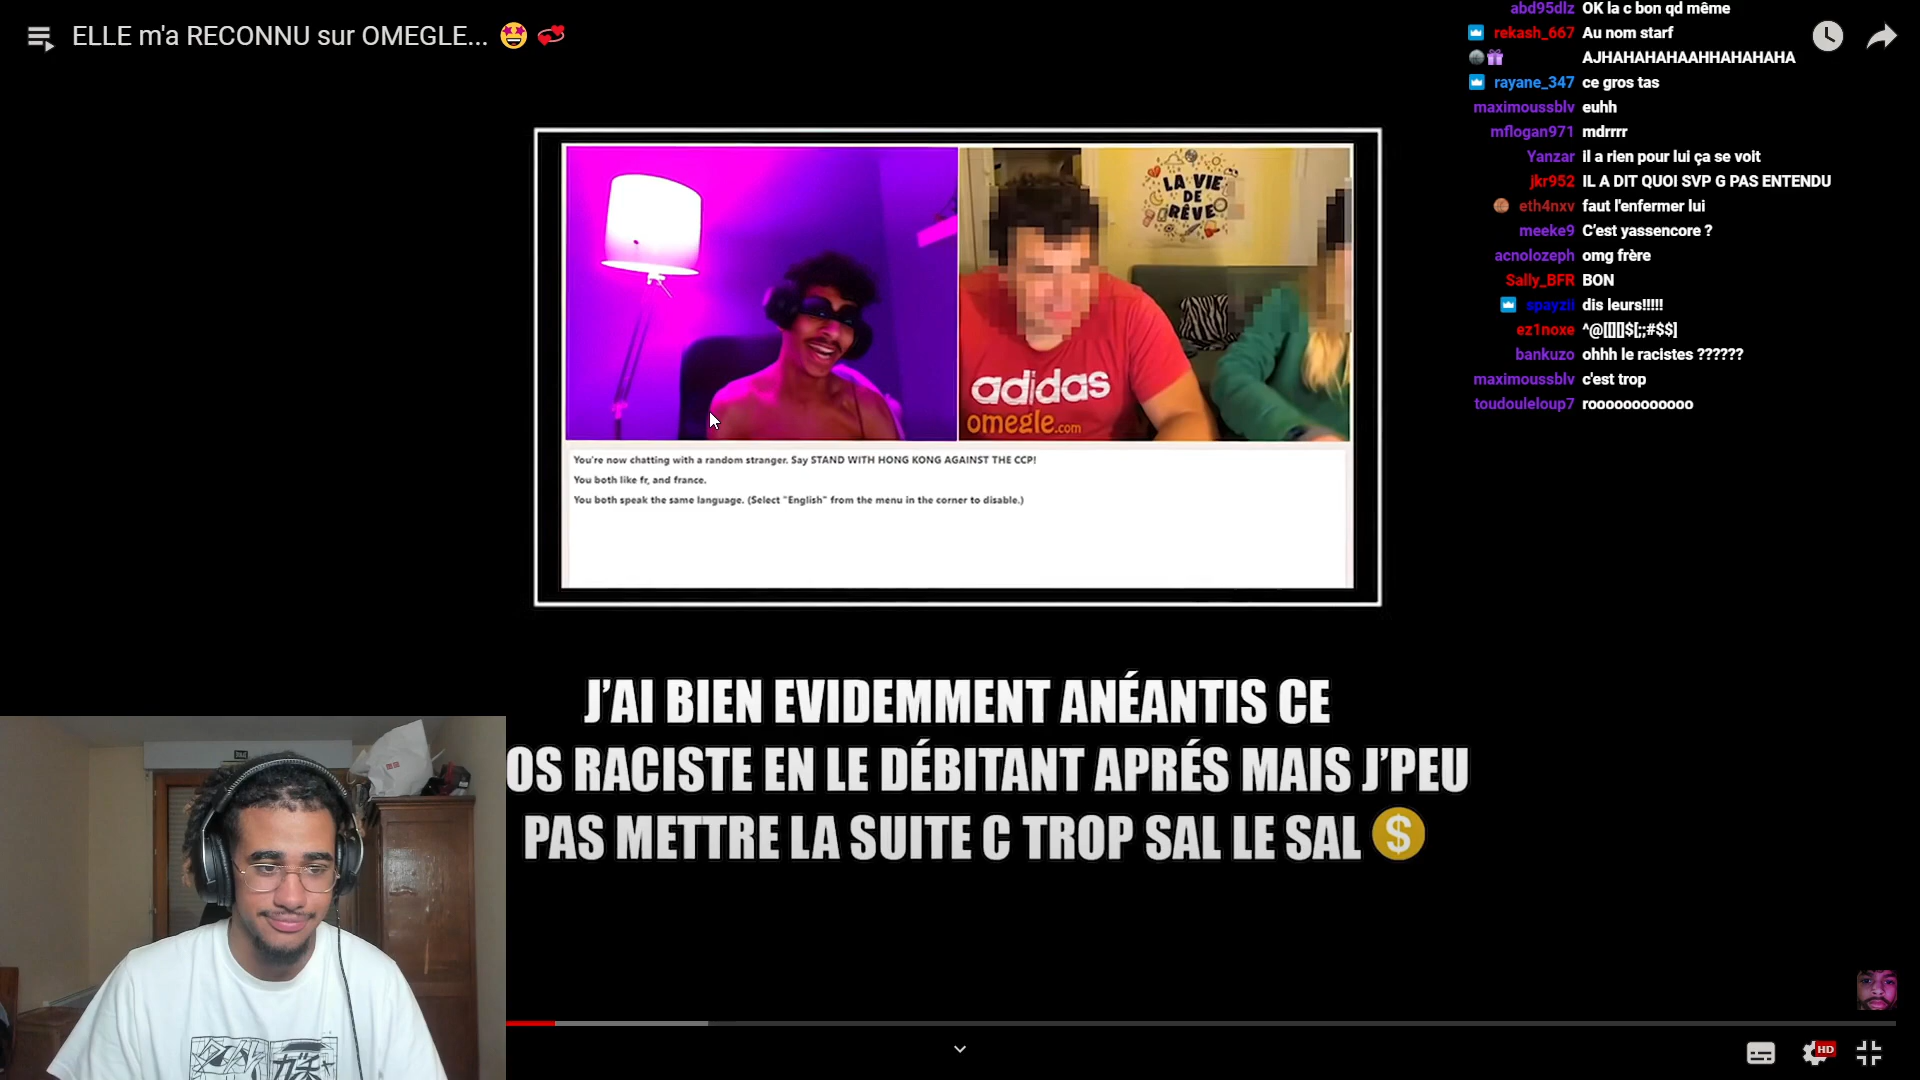 ELLE m'a RECONNU sur OMEGLE... 🤩 💞
abd95dlz OK la c bon qd même
rekash_667 Au nom starf
AJHAHAHAHAAHHAHAHAHA
rayane_347 ce gros tas
maximoussblv euhh
mflogan971 mdrrrr
Yanzar il a rien pour lui ça se voit
jkr952 IL A DIT QUOI SVP G PAS ENTENDU
eth4nxv faut l'enfermer lui
meeke9 C'est yassencore ?
acnolozeph omg frère
Sally_BFR BON
spayzii dis leurs!!!!!
ez1noxe ^@[[]]$[;;#$$]
bankuzo ohhh le racistes ??????
maximoussblv c'est trop
toudouleloup7 roooooooooooo
LA VIE
DE
RÊVE
adidas
omegle.com
You're now chatting with a random stranger. Say STAND WITH HONG KONG AGAINST THE CCP!
You both like fr, and france.
You both speak the same language. (Select "English" from the menu in the corner to disable.)
J'AI BIEN EVIDEMMENT ANÉANTIS CE
OS RACISTE EN LE DÉBITANT APRÉS MAIS J'PEU
PAS METTRE LA SUITE C TROP SAL LE SAL $
HD